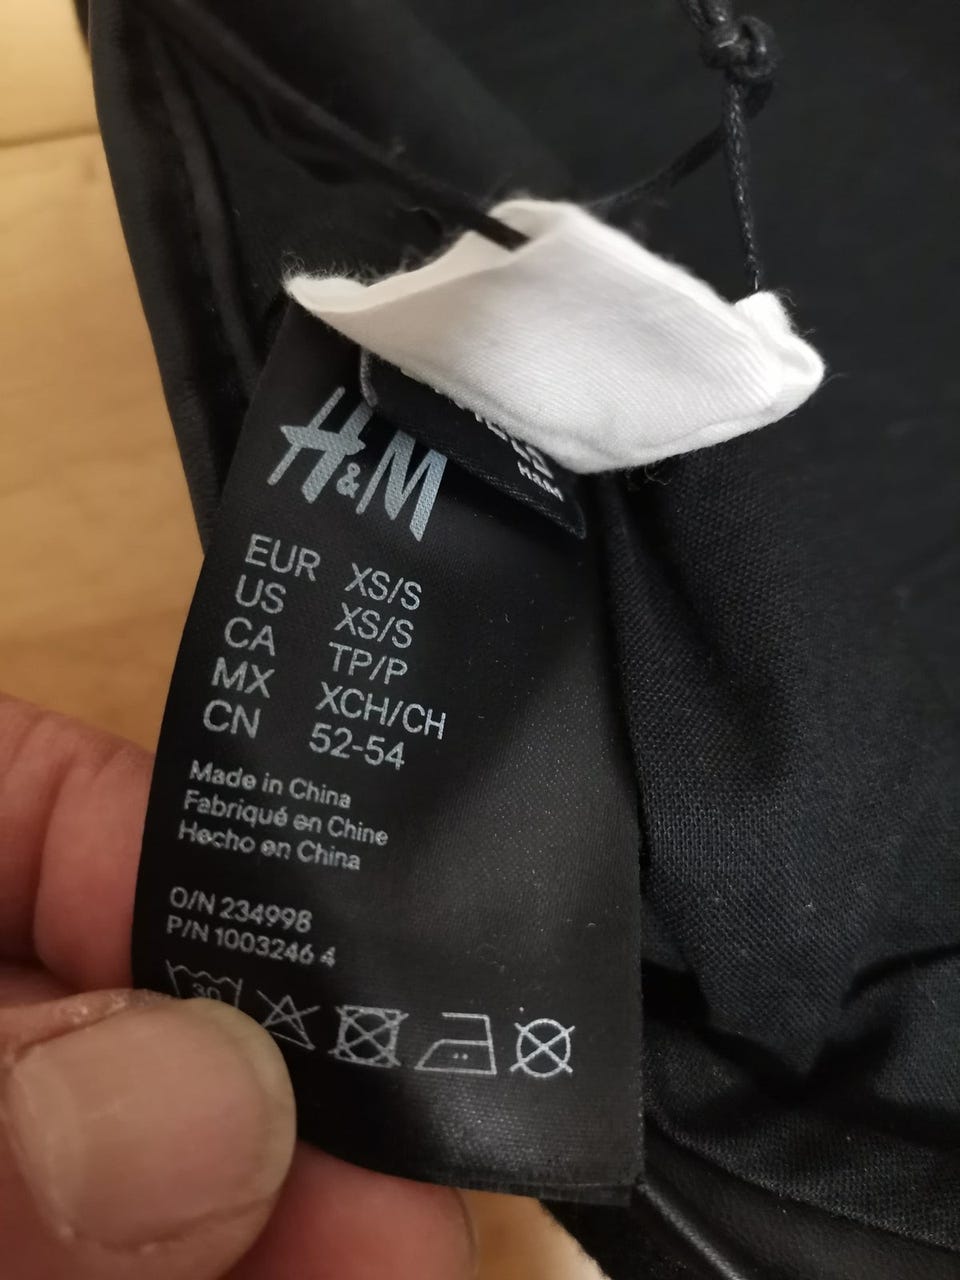 H&M
EUR XS/S
US XS/S
CA TP/P
MX XCH/CH
CN 52-54
Made in China
Fabriqué en Chine
Hecho en China
O/N 234998
P/N 1003246 4
30
H&M